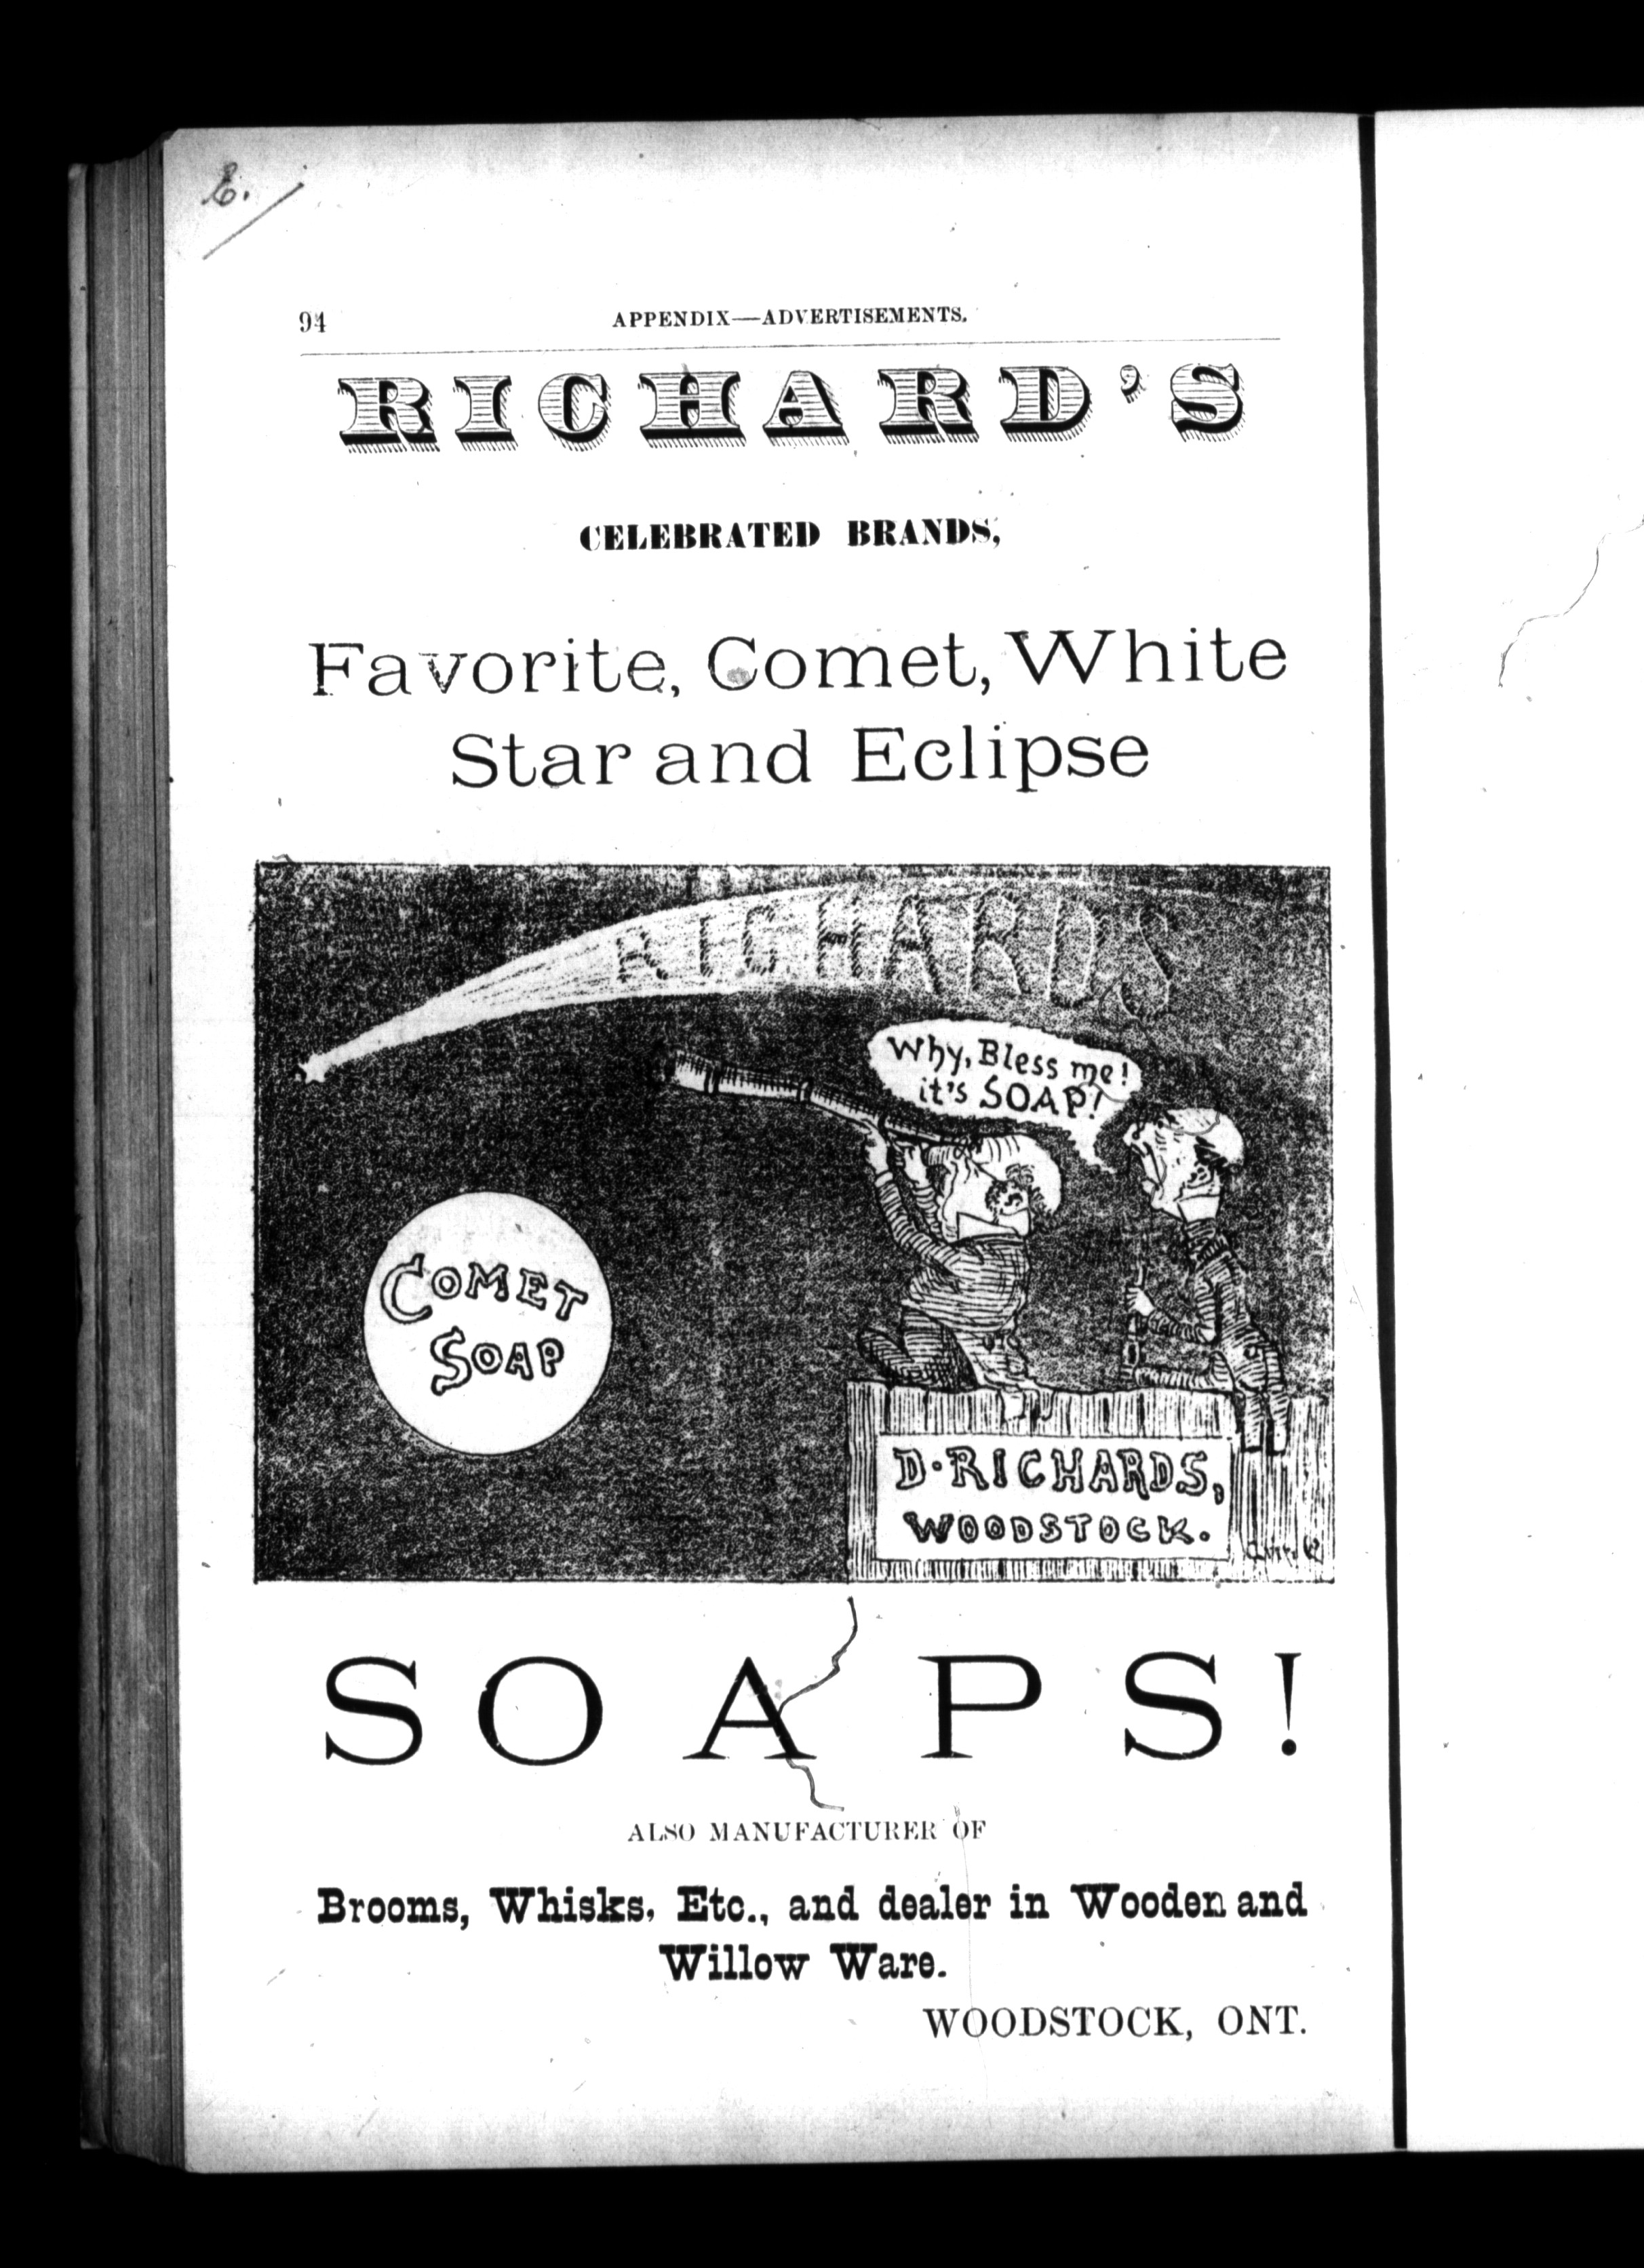 94
APPENDIX—ADVERTISEMENTS.
RICHARD'S
CELEBRATED BRANDS,
Favorite, Comet, White
Star and Eclipse
RICHARDS
Why, Bless me!
it's SOAP!
COMET
SOAP
D. RICHARDS,
WOODSTOCK.
SOAPS!
ALSO MANUFACTURER OF
Brooms, Whisks, Etc., and dealer in Wooden and
Willow Ware.
WOODSTOCK, ONT.